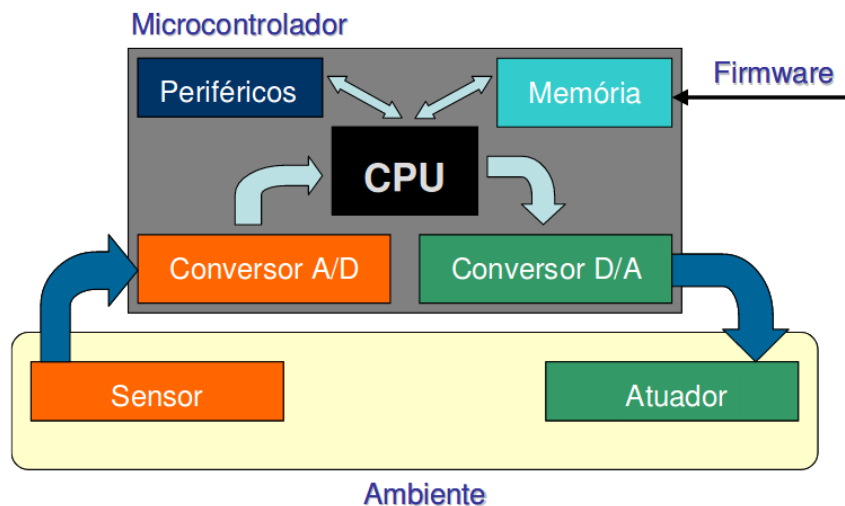 Microcontrolador
Periféricos
Memória
Firmware
CPU
Conversor A/D
Conversor D/A
Sensor
Atuador
Ambiente